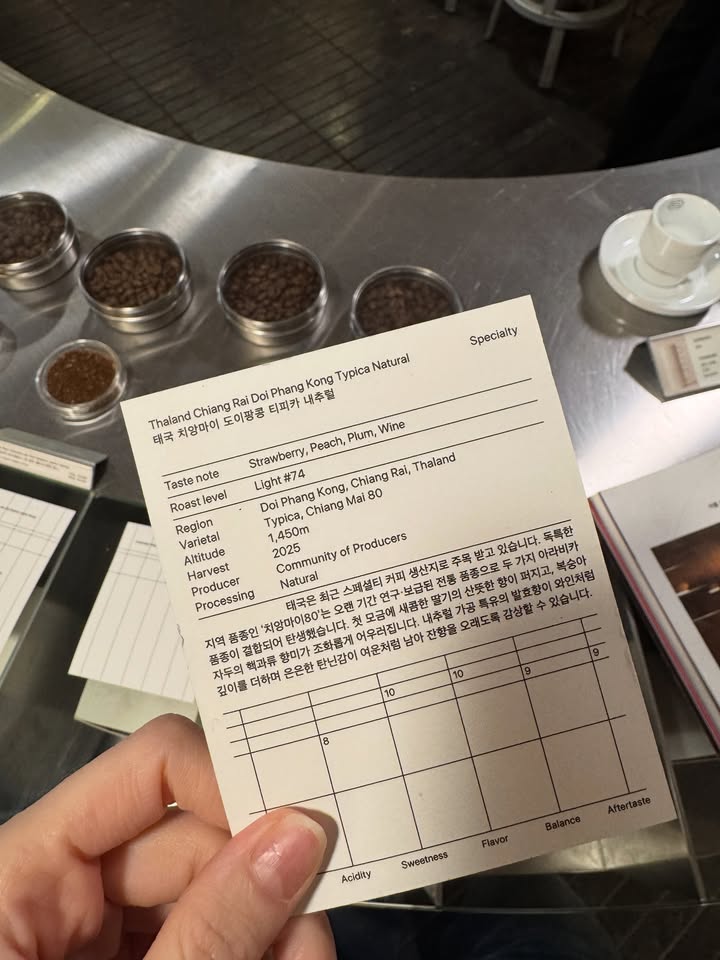 Specialty
Thaland Chiang Rai Doi Phang Kong Typica Natural
태국 치앙마이 도이팡콩 티피카 내추럴
Taste note Strawberry, Peach, Plum, Wine
Roast level Light #74
Region Doi Phang Kong, Chiang Rai, Thaland
Varietal Typica, Chiang Mai 80
Altitude 1,450m
Harvest 2025
Producer Community of Producers
Processing Natural
태국은 최근 스페셜티 커피 생산지로 주목 받고 있습니다. 독특한
지역 품종인 '치앙마이80'는 오랜 기간 연구·보급된 전통 품종으로 두 가지 아라비카
품종이 결합되어 탄생했습니다. 첫 모금에 새콤한 딸기의 산뜻한 향이 퍼지고, 복숭아
자두의 핵과류 향미가 조화롭게 어우러집니다. 내추럴 가공 특유의 발효향이 와인처럼
깊이를 더하며 은은한 탄닌감이 여운처럼 남아 잔향을 오래도록 감상할 수 있습니다.
8 10 10 9 9
Acidity Sweetness Flavor Balance Aftertaste